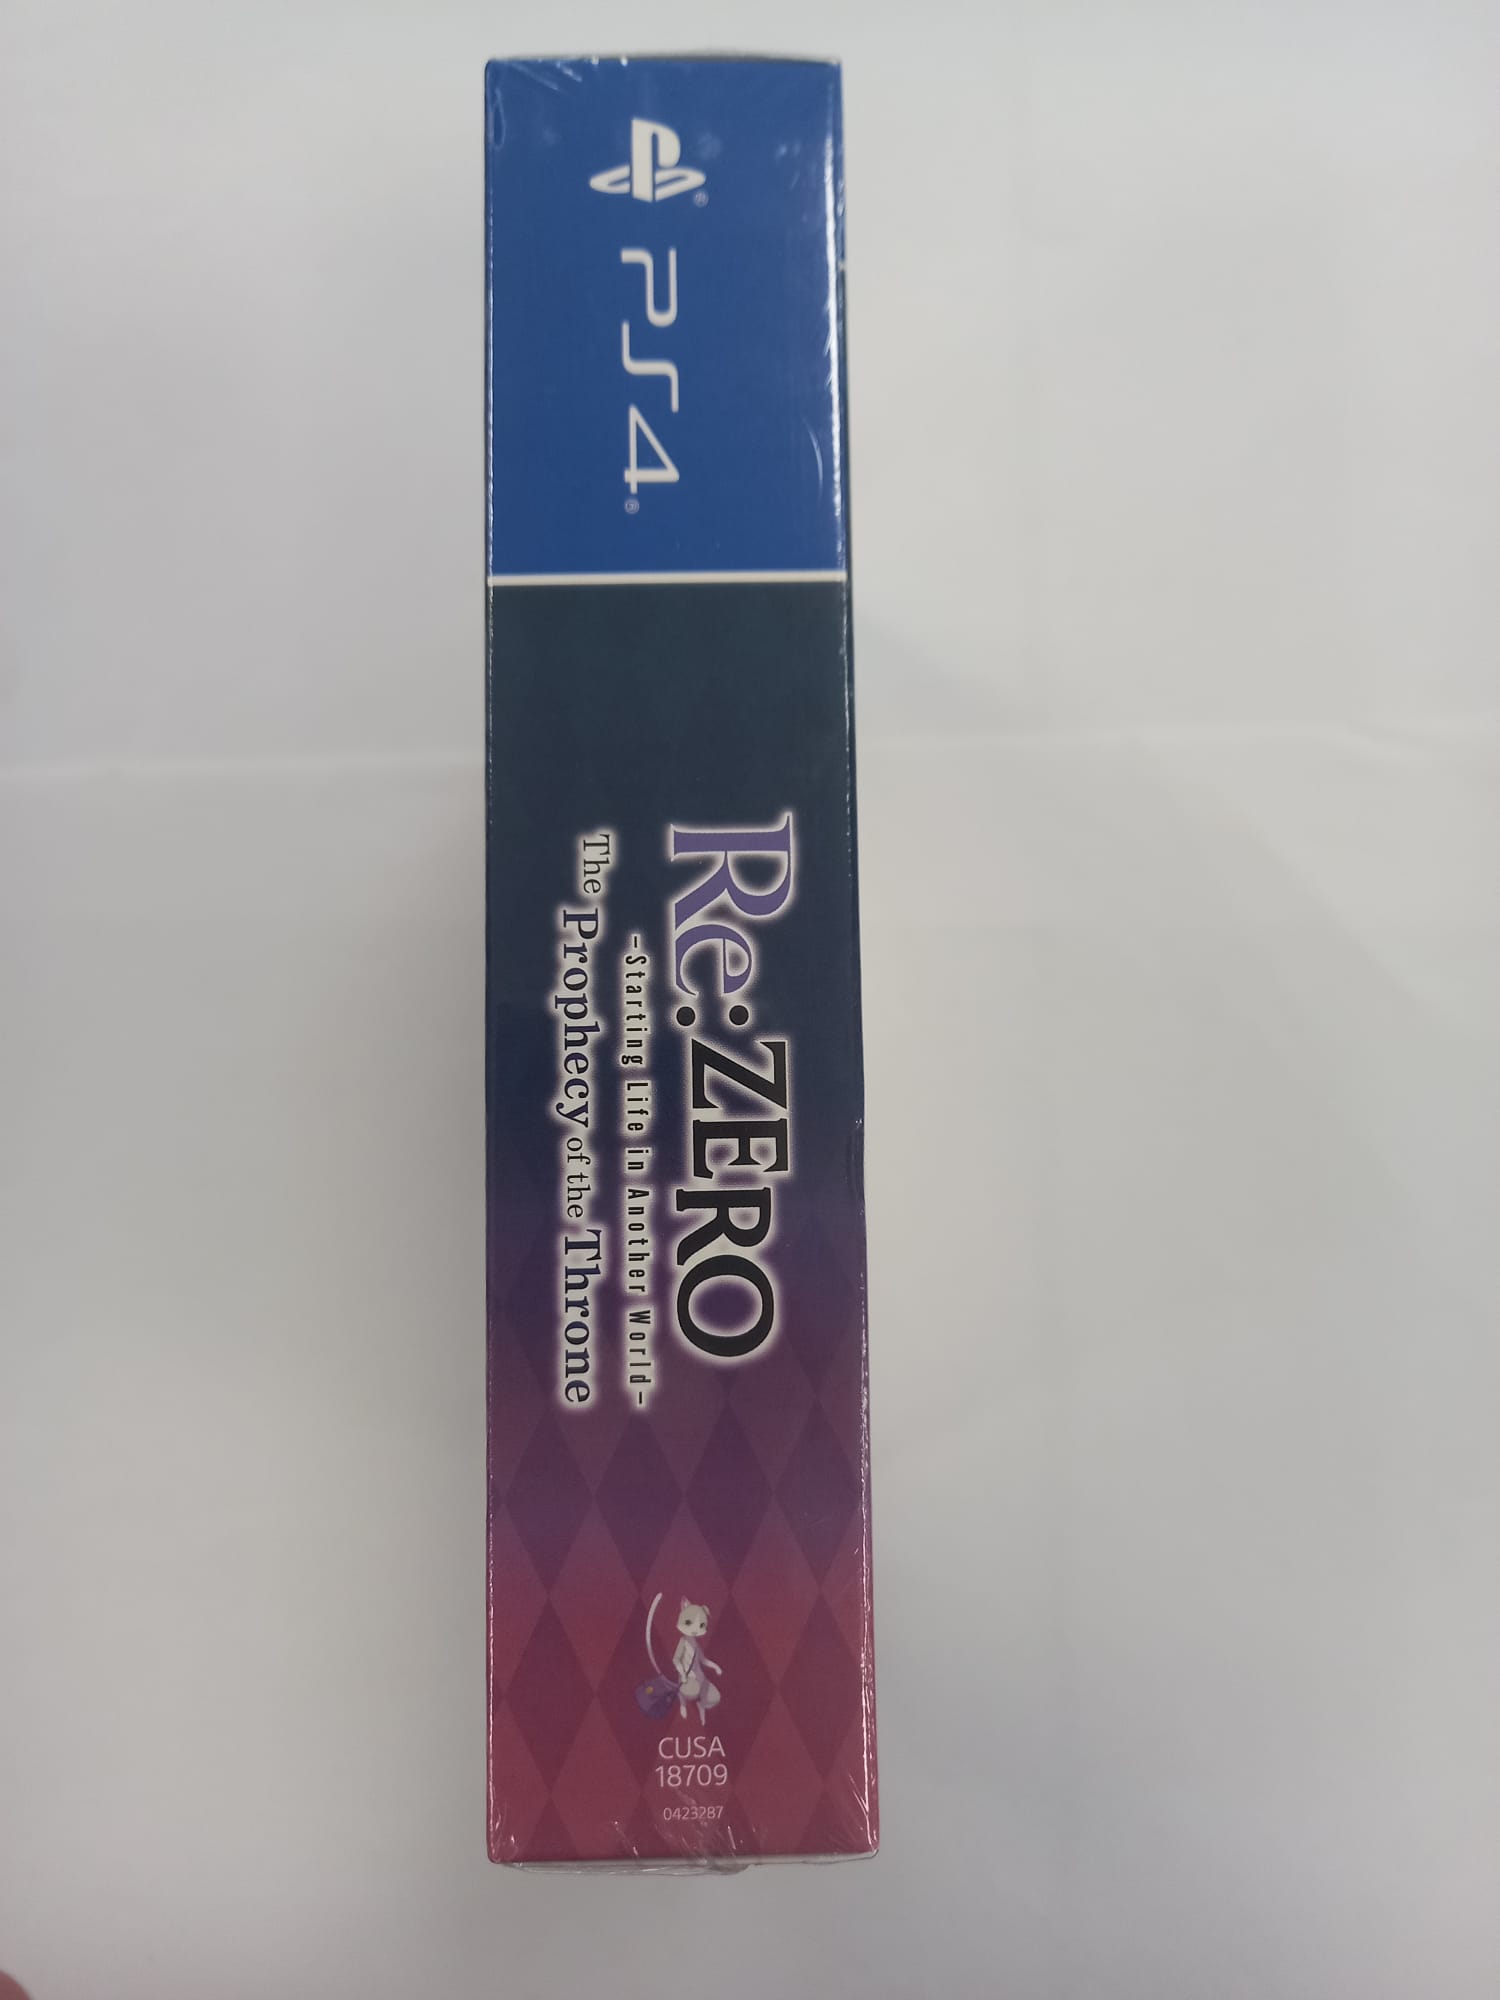 PS4
Re:ZERO
-Starting Life in Another World-
The Prophecy of the Throne
CUSA
18709
0423287